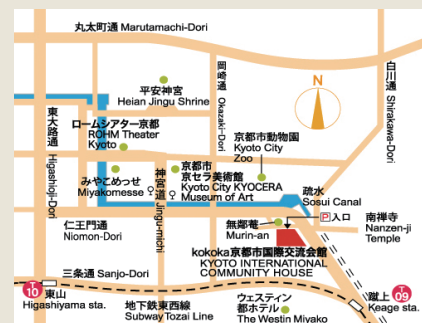 丸太町通 Marutamachi-Dori
岡崎通 Okazaki-Dori
白川通 Shirakawa-Dori
N
平安神宮
Heian Jingu Shrine
東大路通 Higashioji-Dori
ロームシアター京都
ROHM Theater
Kyoto
京都市動物園
Kyoto City
Zoo
京都市
京セラ美術館
Kyoto City KYOCERA
Museum of Art
みやこめっせ
Miyakomesse
神宮道 Jingu-michi
疏水
Sosui Canal
仁王門通
Niomon-Dori
無鄰菴
Murin-an
P入口
南禅寺
Nanzen-ji
Temple
kokoka京都市国際交流会館
KYOTO INTERNATIONAL
COMMUNITY HOUSE
三条通 Sanjo-Dori
T
10
東山
Higashiyama sta.
地下鉄東西線
Subway Tozai Line
ウェスティン
都ホテル
The Westin Miyako
蹴上
Keage sta.
T
09